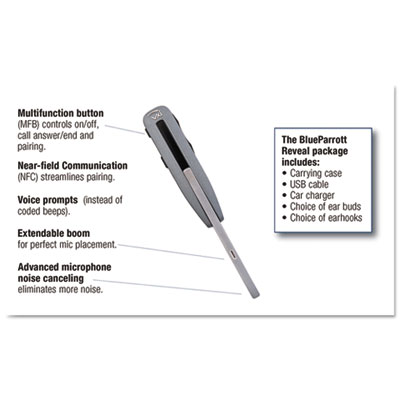 Multifunction button
(MFB) controls on/off,
call answer/end and
pairing.
Near-field Communication
(NFC) streamlines pairing.
Voice prompts (instead of
coded beeps).
Extendable boom
for perfect mic placement.
Advanced microphone
noise canceling
eliminates more noise.
VXi
The BlueParrott
Reveal package
includes:
• Carrying case
• USB cable
• Car charger
• Choice of ear buds
• Choice of earhooks